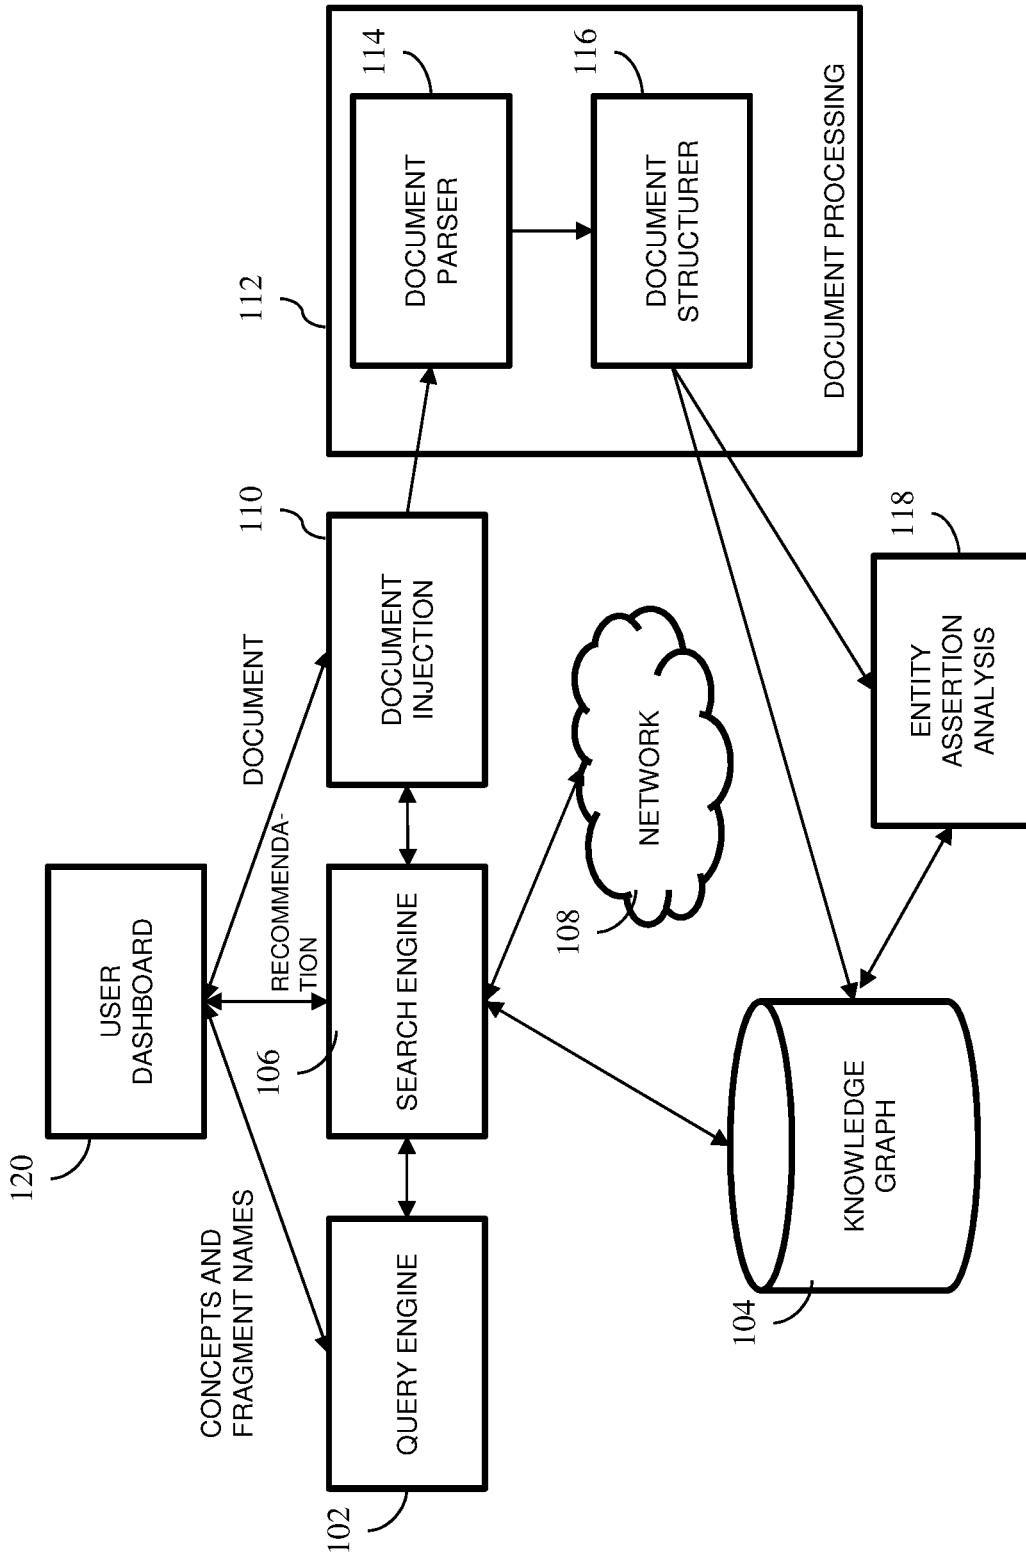 120
USER
DASHBOARD
CONCEPTS AND
FRAGMENT NAMES
RECOMMENDA-
TION
DOCUMENT
102
QUERY ENGINE
106
SEARCH ENGINE
110
DOCUMENT
INJECTION
112
114
DOCUMENT
PARSER
116
DOCUMENT
STRUCTURER
DOCUMENT PROCESSING
108
NETWORK
104
KNOWLEDGE
GRAPH
118
ENTITY
ASSERTION
ANALYSIS